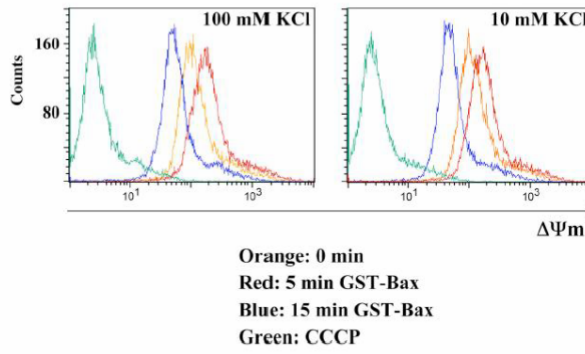 100 mM KCl
10 mM KCl
Counts
160
80
10¹
10³
10¹
10³
ΔΨm
Orange: 0 min
Red: 5 min GST-Bax
Blue: 15 min GST-Bax
Green: CCCP